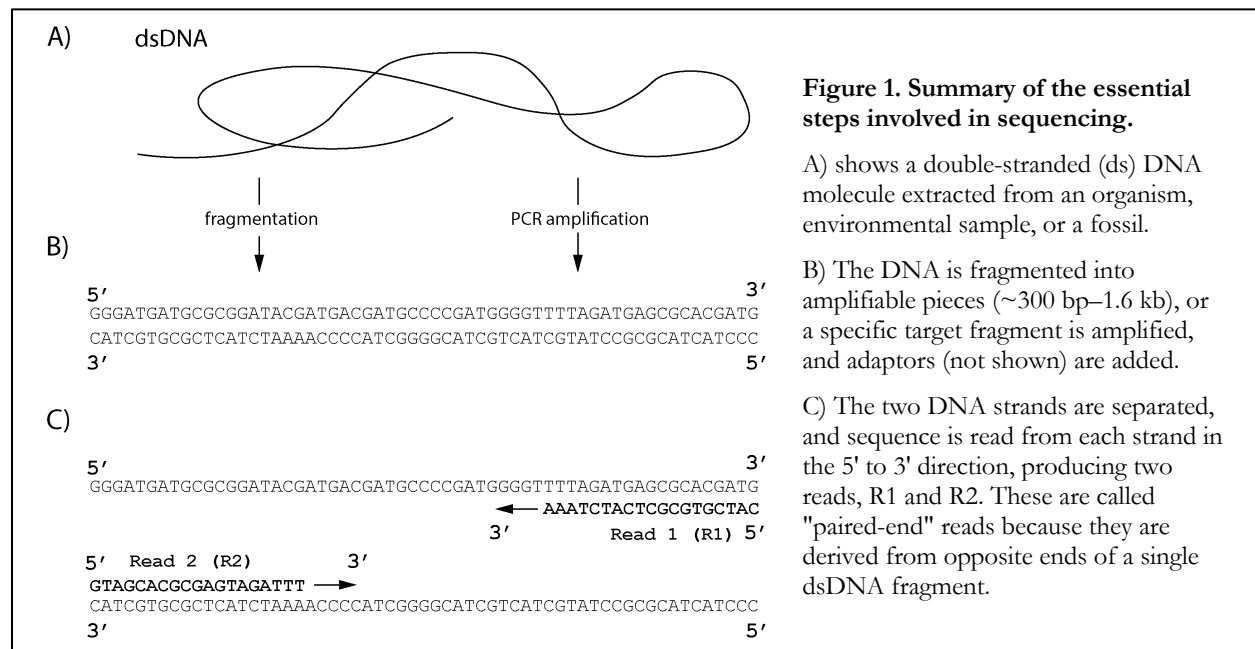 A) dsDNA
fragmentation
PCR amplification
B)
5′ 3′
GGGATGATGCGCGGATACGATGACGATGCCCCGATGGGGTTTTAGATGAGCGCACGATG
CATCGTGCGCTCATCTAAAACCCCATCGGGGCATCGTCATCGTATCCGCGCATCATCCC
3′ 5′
C)
5′ 3′
GGGATGATGCGCGGATACGATGACGATGCCCCGATGGGGTTTTAGATGAGCGCACGATG
AAATCTACTCGCGTGCTAC
3′ Read 1 (R1) 5′
5′ Read 2 (R2) 3′
GTAGCACGCGAGTAGATTT
CATCGTGCGCTCATCTAAAACCCCATCGGGGCATCGTCATCGTATCCGCGCATCATCCC
3′ 5′
Figure 1. Summary of the essential
steps involved in sequencing.
A) shows a double-stranded (ds) DNA
molecule extracted from an organism,
environmental sample, or a fossil.
B) The DNA is fragmented into
amplifiable pieces (~300 bp–1.6 kb), or
a specific target fragment is amplified,
and adaptors (not shown) are added.
C) The two DNA strands are separated,
and sequence is read from each strand in
the 5' to 3' direction, producing two
reads, R1 and R2. These are called
"paired-end" reads because they are
derived from opposite ends of a single
dsDNA fragment.